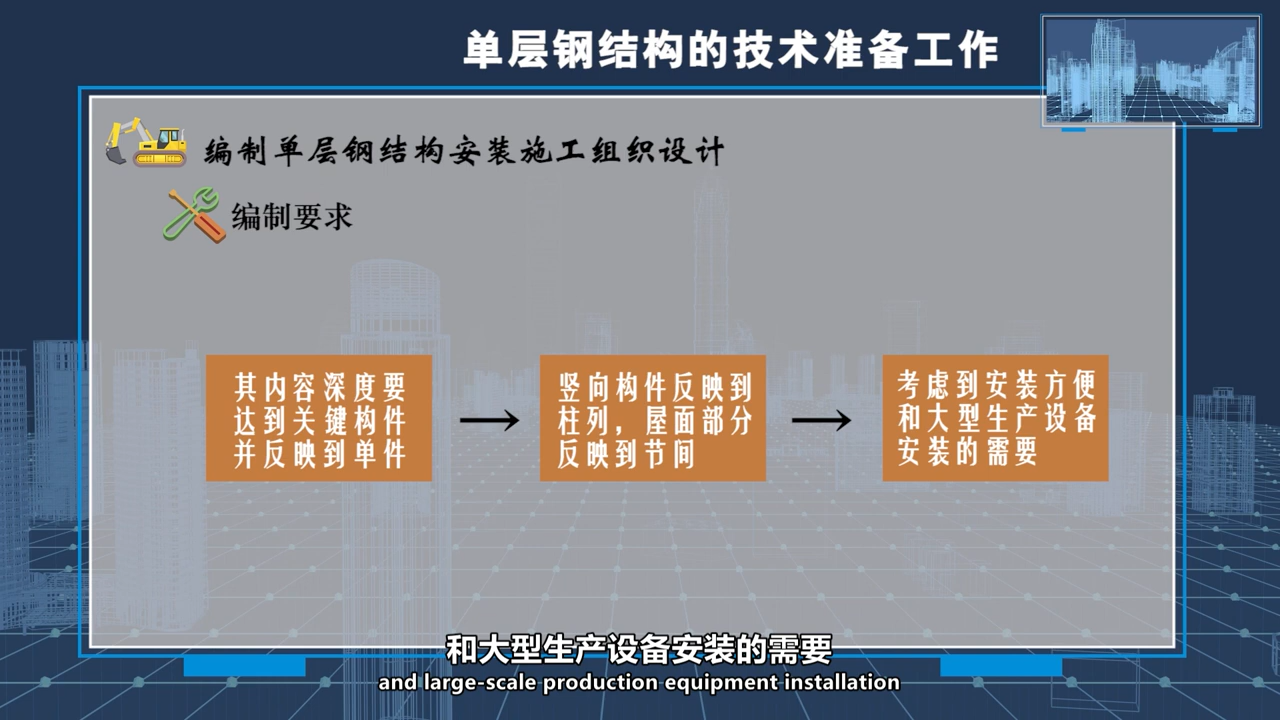 单层钢结构的技术准备工作
编制单层钢结构安装施工组织设计
编制要求
其内容深度要
达到关键构件
并反映到单件
竖向构件反映到
柱列，屋面部分
反映到节间
考虑到安装方便
和大型生产设备
安装的需要
和大型生产设备安装的需要
and large-scale production equipment installation